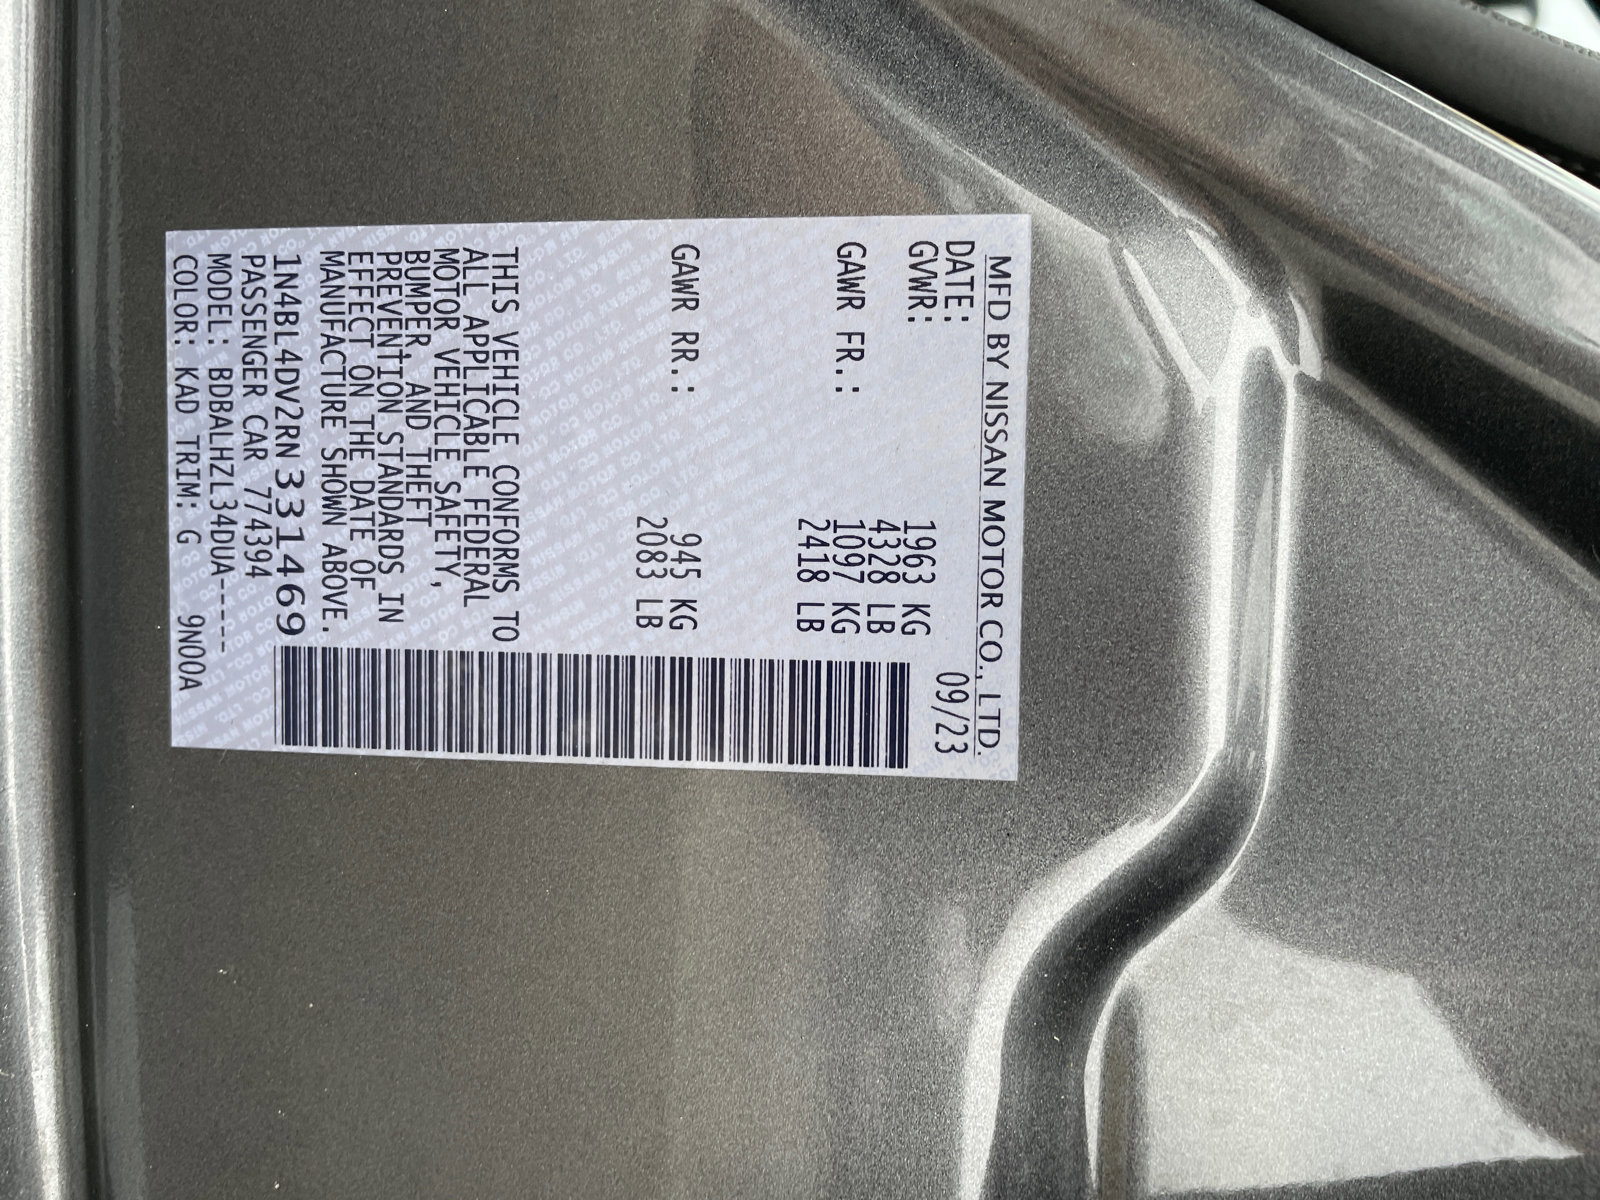 MFD BY NISSAN MOTOR CO., LTD.
DATE: 09/23
GVWR: 1963 KG
4328 LB
GAWR FR.: 1097 KG
2418 LB
GAWR RR.: 945 KG
2083 LB
THIS VEHICLE CONFORMS TO
ALL APPLICABLE FEDERAL
MOTOR VEHICLE SAFETY,
BUMPER, AND THEFT
PREVENTION STANDARDS IN
EFFECT ON THE DATE OF
MANUFACTURE SHOWN ABOVE.
1N4BL4DV2RN331469
PASSENGER CAR 774394
MODEL: BDBALHZL34DUA-----
COLOR: KAD TRIM: G 9N00A